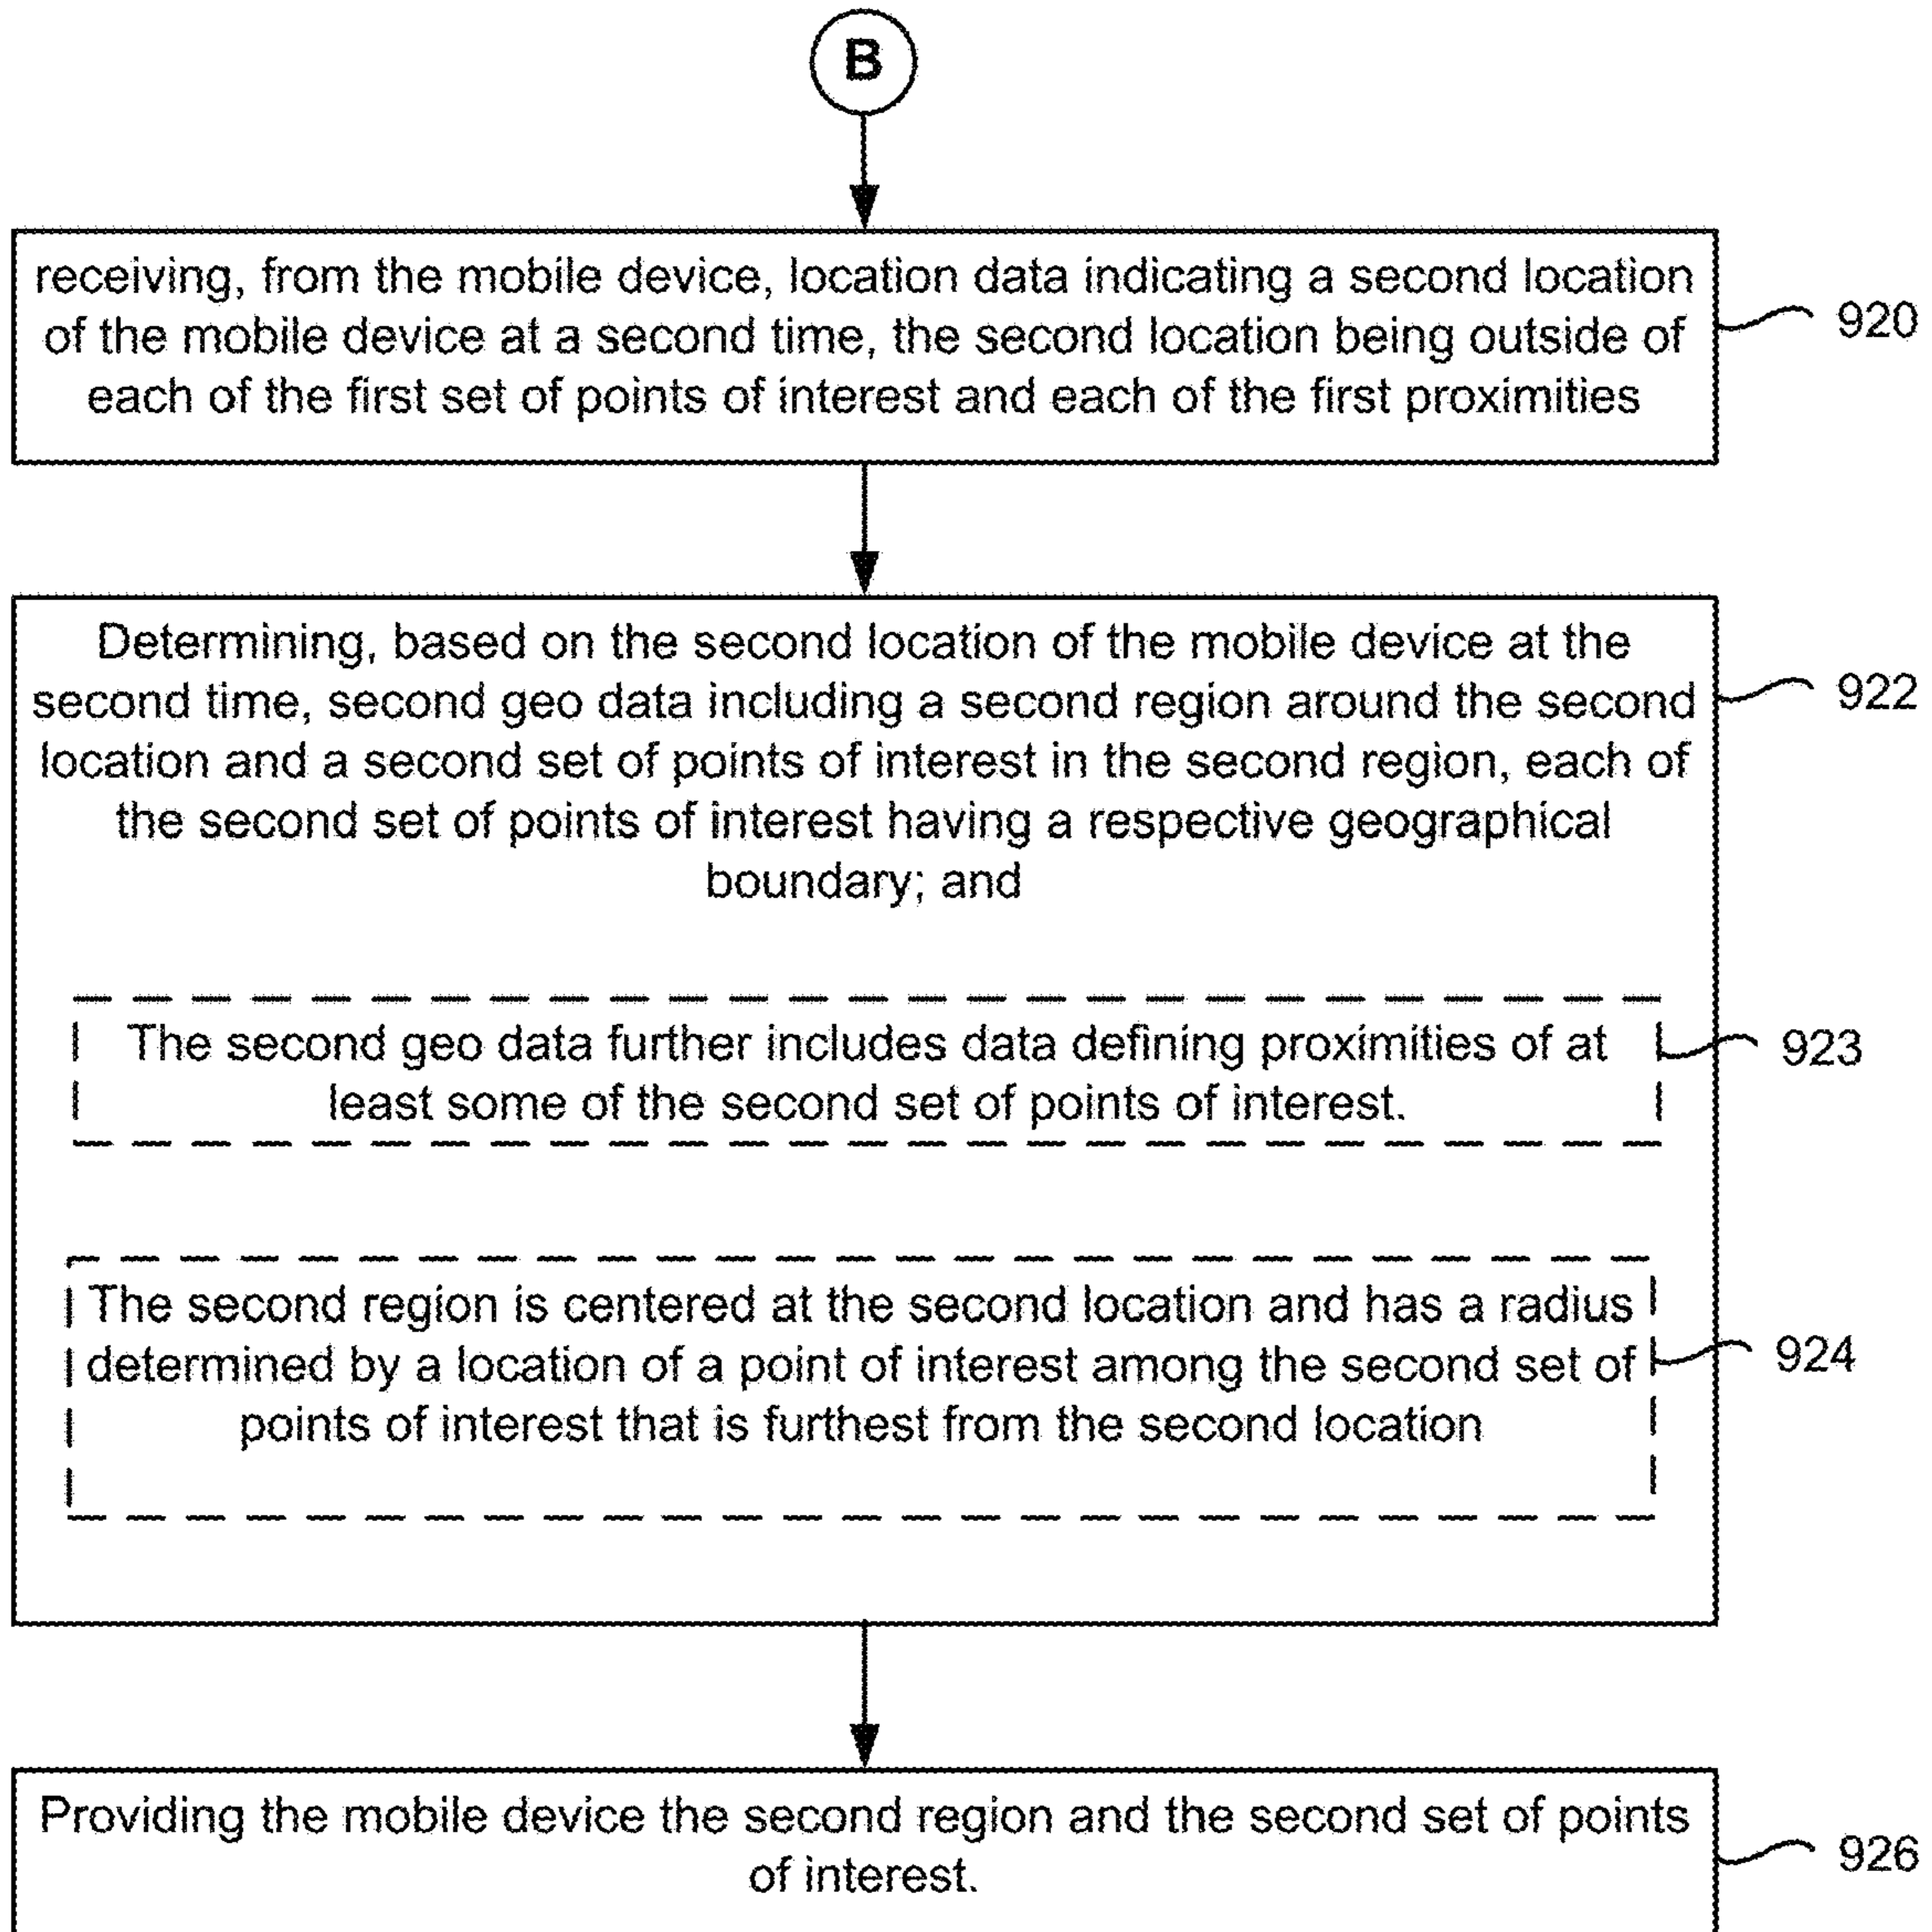 B
receiving, from the mobile device, location data indicating a second location
of the mobile device at a second time, the second location being outside of
each of the first set of points of interest and each of the first proximities
920
Determining, based on the second location of the mobile device at the
second time, second geo data including a second region around the second
location and a second set of points of interest in the second region, each of
the second set of points of interest having a respective geographical
boundary; and
922
The second geo data further includes data defining proximities of at
least some of the second set of points of interest.
923
The second region is centered at the second location and has a radius
determined by a location of a point of interest among the second set of
points of interest that is furthest from the second location
924
Providing the mobile device the second region and the second set of points
of interest.
926